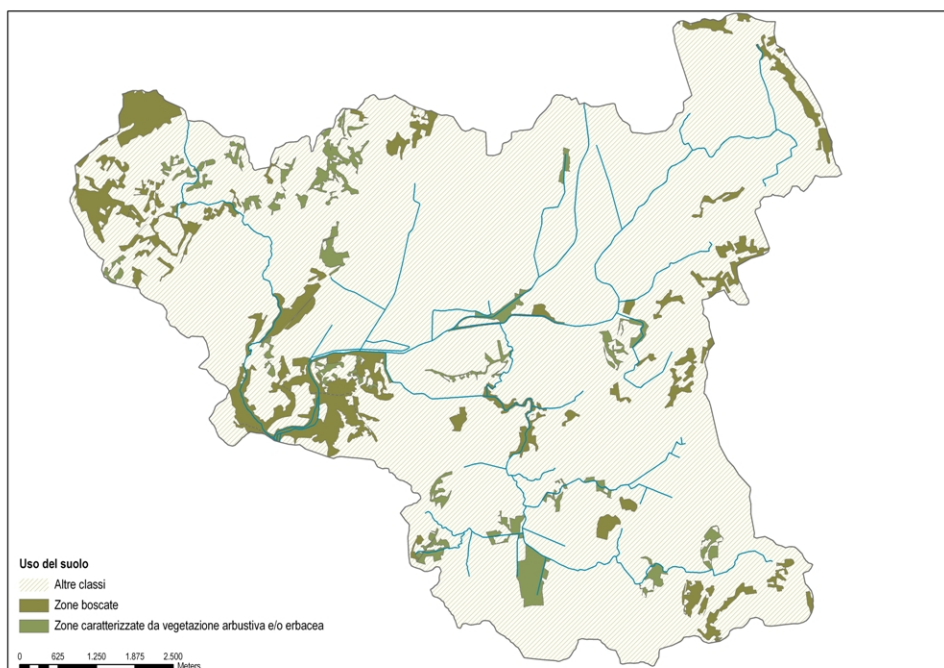 Uso del suolo
Altre classi
Zone boscate
Zone caratterizzate da vegetazione arbustiva e/o erbacea
0 625 1.250 1.875 2.500
Meters